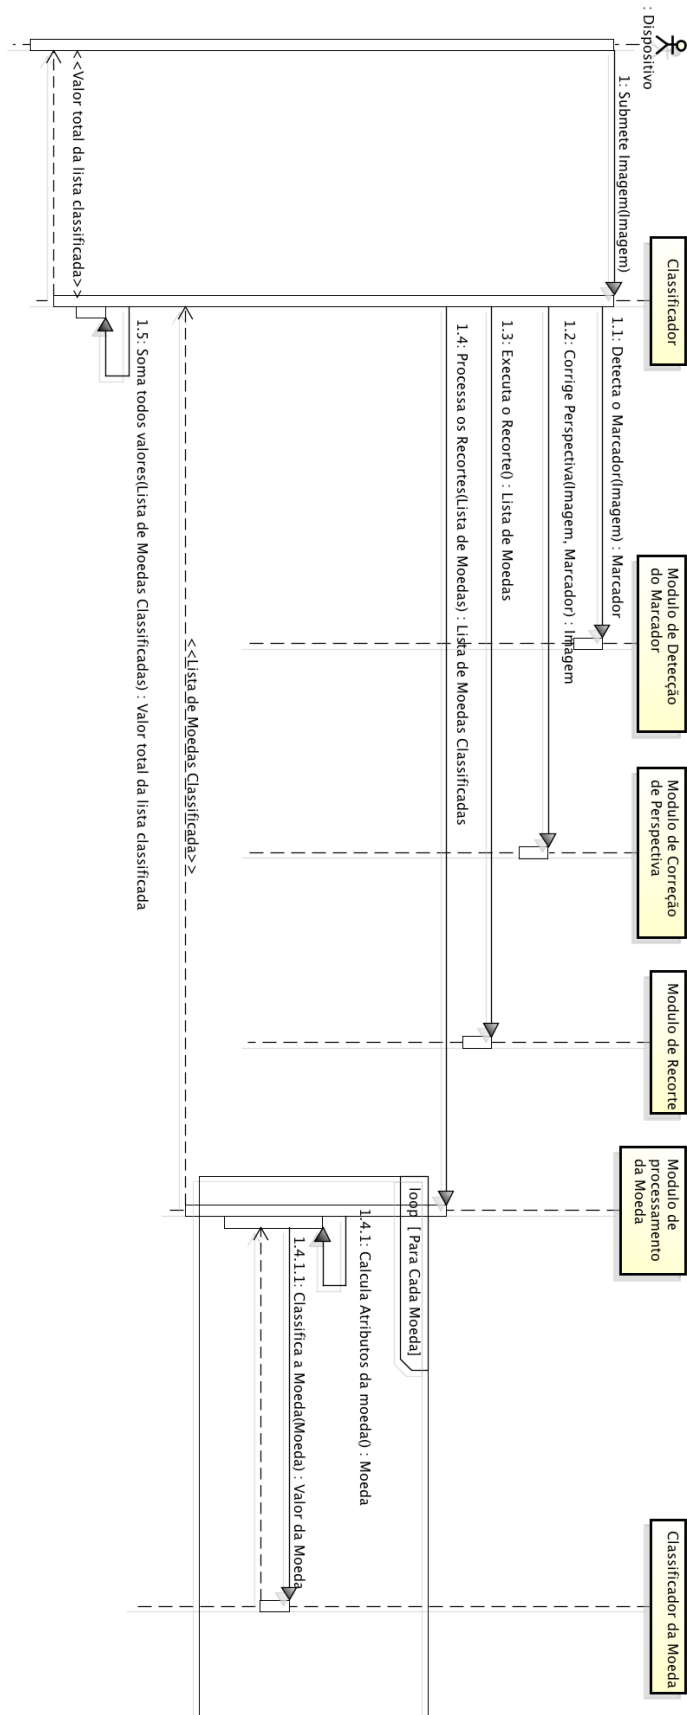 : Dispositivo
Classificador
Modulo de Detecção
do Marcador
Modulo de Correção
de Perspectiva
Modulo de Recorte
Modulo de
processamento
da Moeda
Classificador da Moeda
1: Submete Imagem(Imagem)
1.1: Detecta o Marcador(Imagem) : Marcador
1.2: Corrige Perspectiva(Imagem, Marcador) : Imagem
1.3: Executa o Recorte() : Lista de Moedas
1.4: Processa os Recortes(Lista de Moedas) : Lista de Moedas Classificadas
loop [ Para Cada Moeda]
1.4.1: Calcula Atributos da moeda() : Moeda
1.4.1.1: Classifica a Moeda(Moeda) : Valor da Moeda
<<Lista de Moedas Classificada>>
1.5: Soma todos valores(Lista de Moedas Classificadas) : Valor total da lista classificada
<<Valor total da lista classificada>>